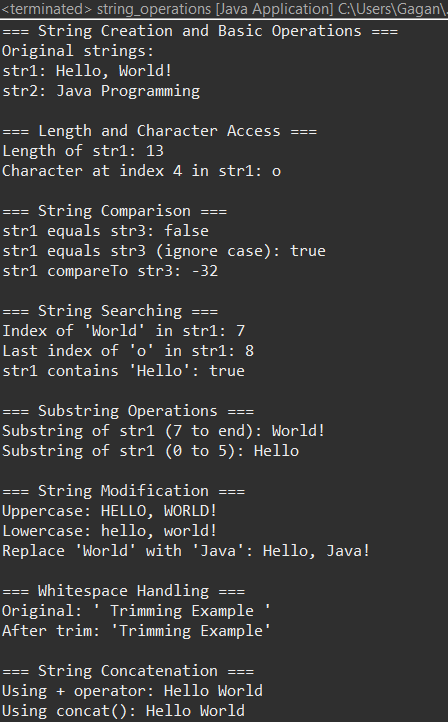 <terminated> string_operations [Java Application] C:\Users\Gagan\.
=== String Creation and Basic Operations ===
Original strings:
str1: Hello, World!
str2: Java Programming
=== Length and Character Access ===
Length of str1: 13
Character at index 4 in str1: o
=== String Comparison ===
str1 equals str3: false
str1 equals str3 (ignore case): true
str1 compareTo str3: -32
=== String Searching ===
Index of 'World' in str1: 7
Last index of 'o' in str1: 8
str1 contains 'Hello': true
=== Substring Operations ===
Substring of str1 (7 to end): World!
Substring of str1 (0 to 5): Hello
=== String Modification ===
Uppercase: HELLO, WORLD!
Lowercase: hello, world!
Replace 'World' with 'Java': Hello, Java!
=== Whitespace Handling ===
Original: ' Trimming Example '
After trim: 'Trimming Example'
=== String Concatenation ===
Using + operator: Hello World
Using concat(): Hello World